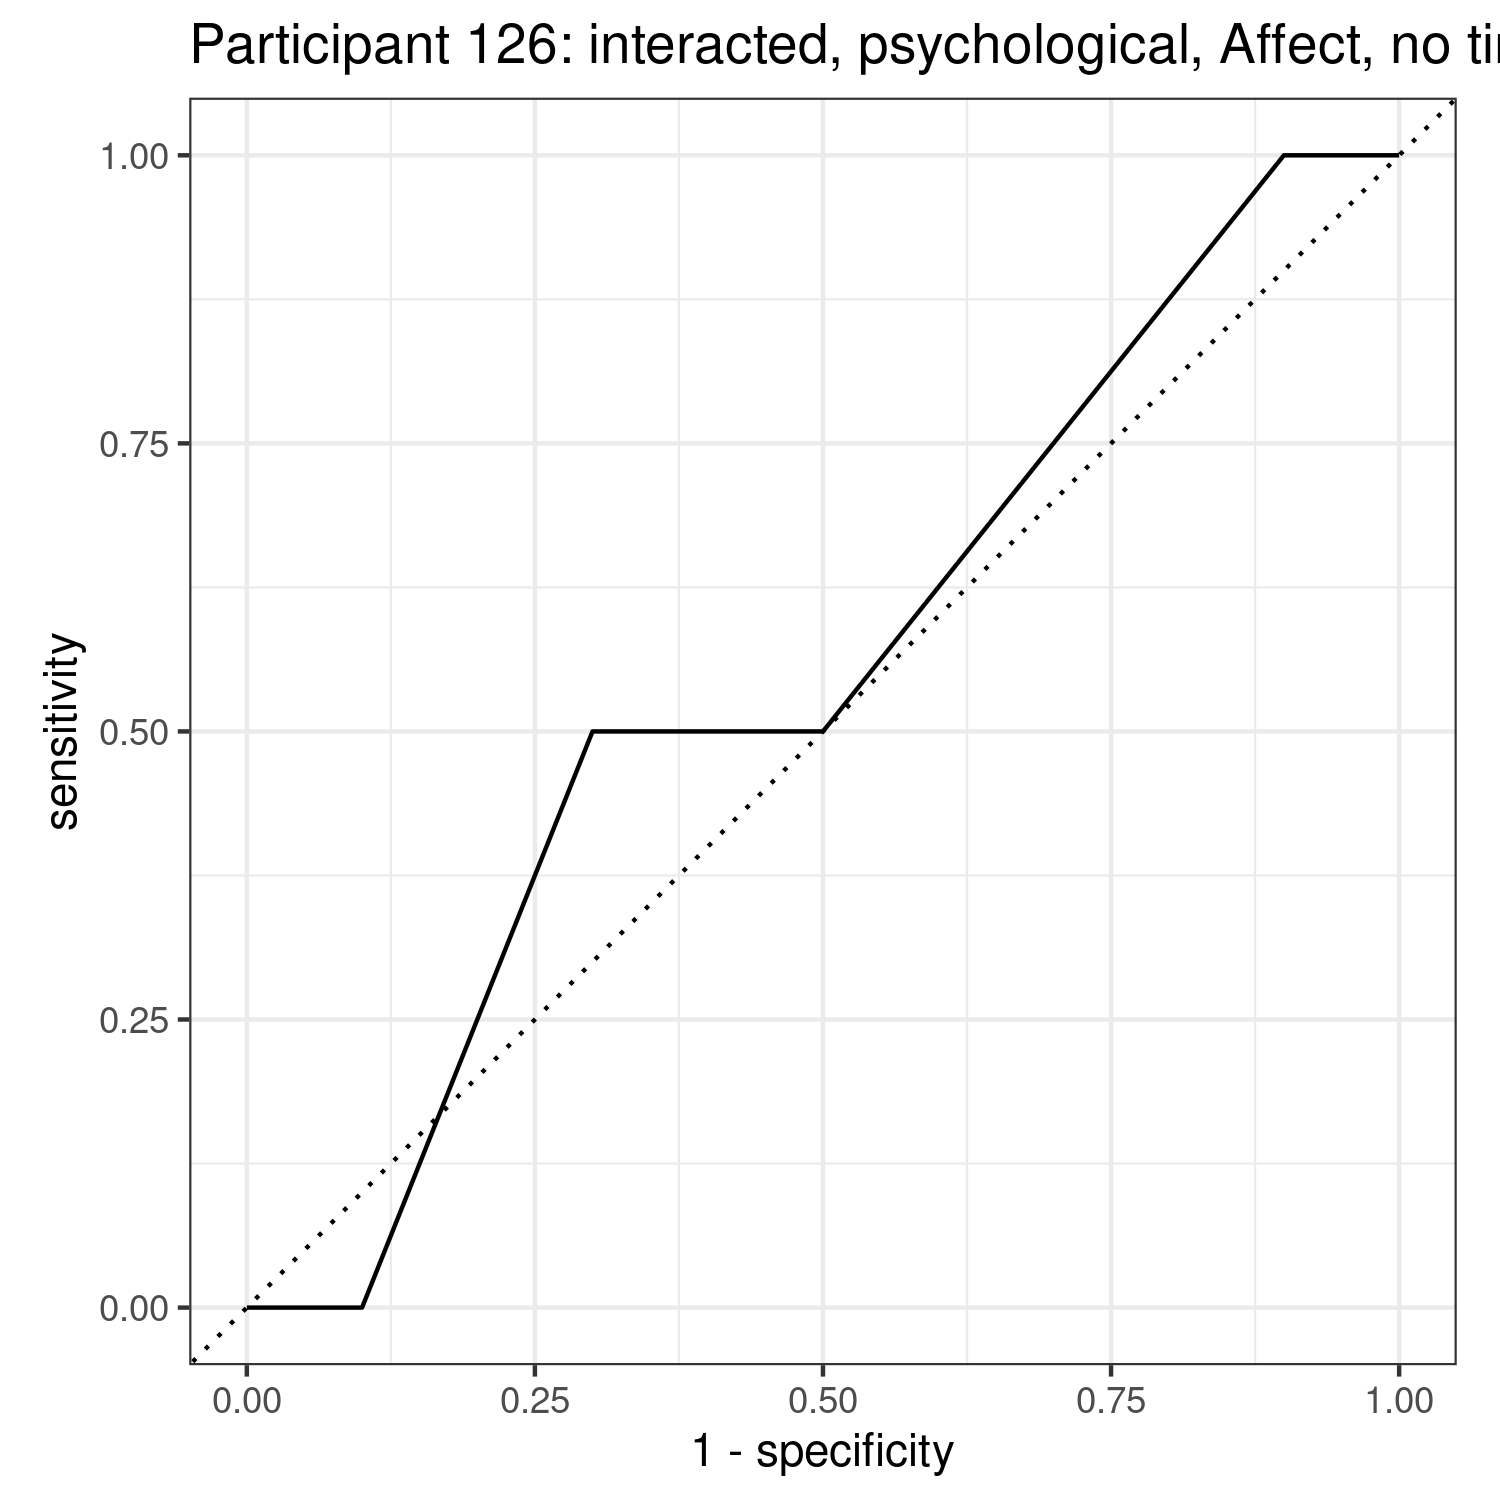 Participant 126: interacted, psychological, Affect, no
1.00
0.75
0.50
0.25
0.00
sensitivity
0.00 0.25 0.50 0.75 1.00
1 - specificity